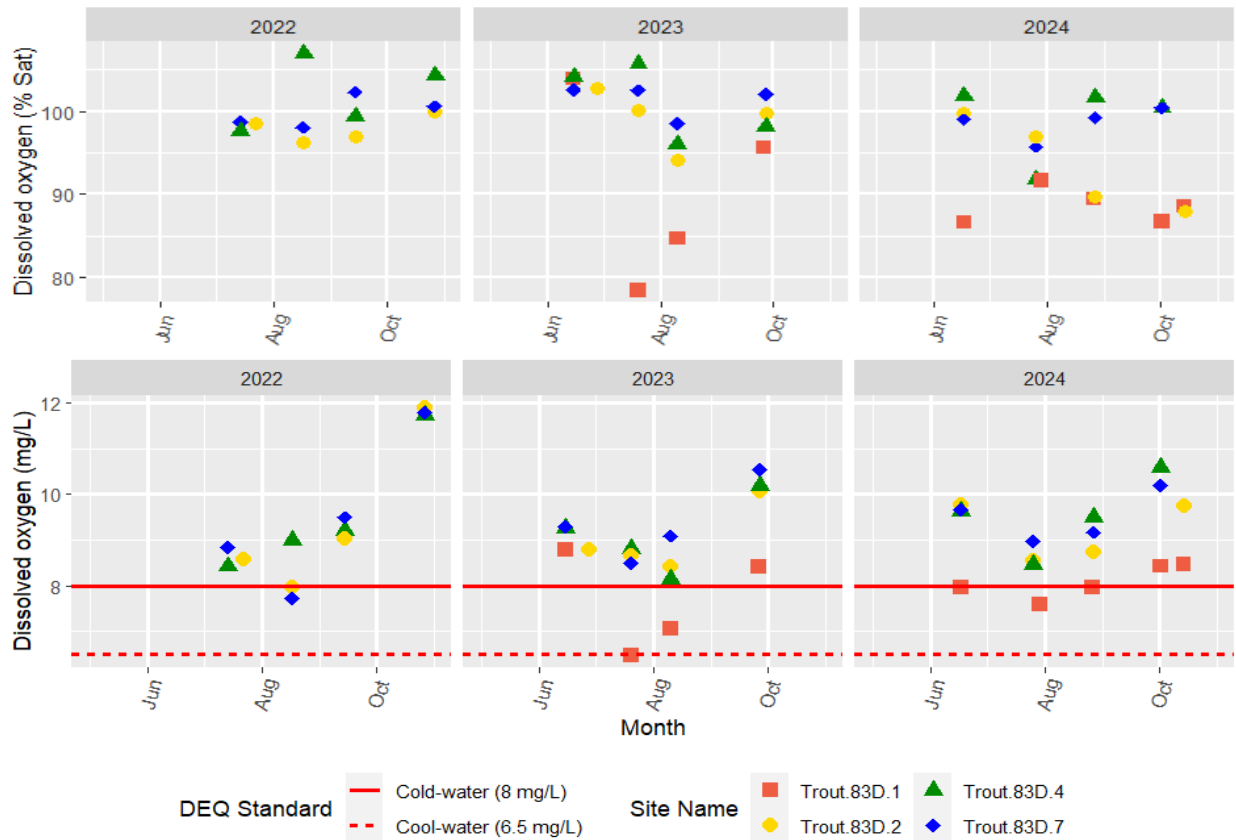 2022 2023 2024
Dissolved oxygen (% Sat)
100
90
80
Jun Aug Oct Jun Aug Oct Jun Aug Oct
2022 2023 2024
Dissolved oxygen (mg/L)
12
10
8
Jun Aug Oct Jun Aug Oct Jun Aug Oct
Month
DEQ Standard
Cold-water (8 mg/L)
Cool-water (6.5 mg/L)
Site Name
Trout.83D.1
Trout.83D.2
Trout.83D.4
Trout.83D.7